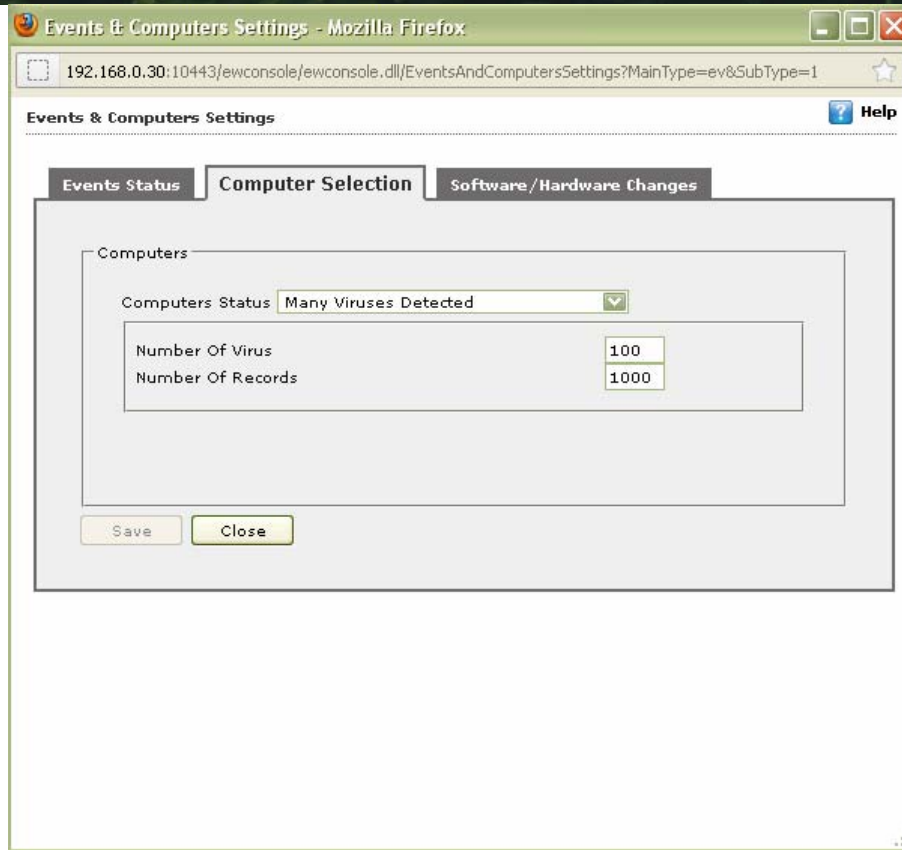 Events & Computers Settings - Mozilla Firefox
192.168.0.30:10443/ewconsole/ewconsole.dll/EventsAndComputersSettings?MainType=ev&SubType=1
Events & Computers Settings
? Help
Events Status Computer Selection Software/Hardware Changes
Computers
Computers Status Many Viruses Detected
Number Of Virus 100
Number Of Records 1000
Save Close